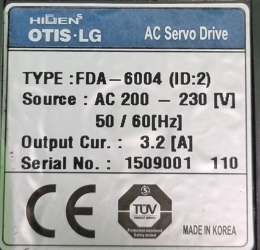 HIDEN5
OTIS·LG AC Servo Drive
TYPE :FDA-6004 (ID:2)
Source : AC 200 - 230 [V]
50 / 60[Hz]
Output Cur. : 3.2 [A]
Serial No. : 1509001 110
CE
TÜV
MADE IN KOREA